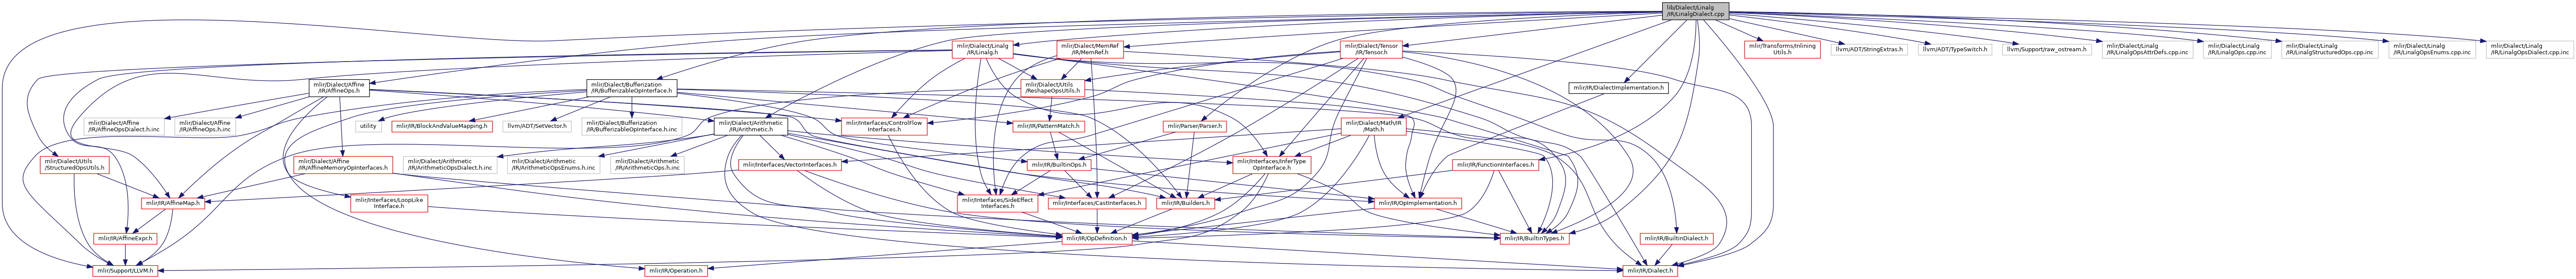 lib/Dialect/Linalg
/IR/LinalgDialect.cpp
mlir/Dialect/Linalg
/IR/Linalg.h
mlir/Dialect/MemRef
/IR/MemRef.h
mlir/Dialect/Tensor
/IR/Tensor.h
mlir/Transforms/Inlining
Utils.h
llvm/ADT/StringExtras.h
llvm/ADT/TypeSwitch.h
llvm/Support/raw_ostream.h
mlir/Dialect/Linalg
/IR/LinalgOpsAttrDefs.cpp.inc
mlir/Dialect/Linalg
/IR/LinalgOps.cpp.inc
mlir/Dialect/Linalg
/IR/LinalgStructuredOps.cpp.inc
mlir/Dialect/Linalg
/IR/LinalgOpsEnums.cpp.inc
mlir/Dialect/Linalg
/IR/LinalgOpsDialect.cpp.inc
mlir/Dialect/Affine
/IR/AffineOps.h
mlir/Dialect/Bufferization
/IR/BufferizableOpInterface.h
mlir/Dialect/Utils
/ReshapeOpsUtils.h
mlir/IR/DialectImplementation.h
mlir/Dialect/Affine
/IR/AffineOpsDialect.h.inc
mlir/Dialect/Affine
/IR/AffineOps.h.inc
utility
mlir/IR/BlockAndValueMapping.h
llvm/ADT/SetVector.h
mlir/Dialect/Bufferization
/IR/BufferizableOpInterface.h.inc
mlir/Dialect/Arithmetic
/IR/Arithmetic.h
mlir/Interfaces/ControlFlow
Interfaces.h
mlir/IR/PatternMatch.h
mlir/Parser/Parser.h
mlir/Dialect/Math/IR
/Math.h
mlir/Dialect/Utils
/StructuredOpsUtils.h
mlir/Dialect/Affine
/IR/AffineMemoryOpInterfaces.h
mlir/Dialect/Arithmetic
/IR/ArithmeticOpsDialect.h.inc
mlir/Dialect/Arithmetic
/IR/ArithmeticOpsEnums.h.inc
mlir/Dialect/Arithmetic
/IR/ArithmeticOps.h.inc
mlir/Interfaces/VectorInterfaces.h
mlir/IR/BuiltinOps.h
mlir/Interfaces/InferType
OpInterface.h
mlir/IR/FunctionInterfaces.h
mlir/IR/AffineMap.h
mlir/Interfaces/LoopLike
Interface.h
mlir/Interfaces/SideEffect
Interfaces.h
mlir/Interfaces/CastInterfaces.h
mlir/IR/Builders.h
mlir/IR/OpImplementation.h
mlir/IR/AffineExpr.h
mlir/IR/OpDefinition.h
mlir/IR/BuiltinTypes.h
mlir/IR/BuiltinDialect.h
mlir/Support/LLVM.h
mlir/IR/Operation.h
mlir/IR/Dialect.h